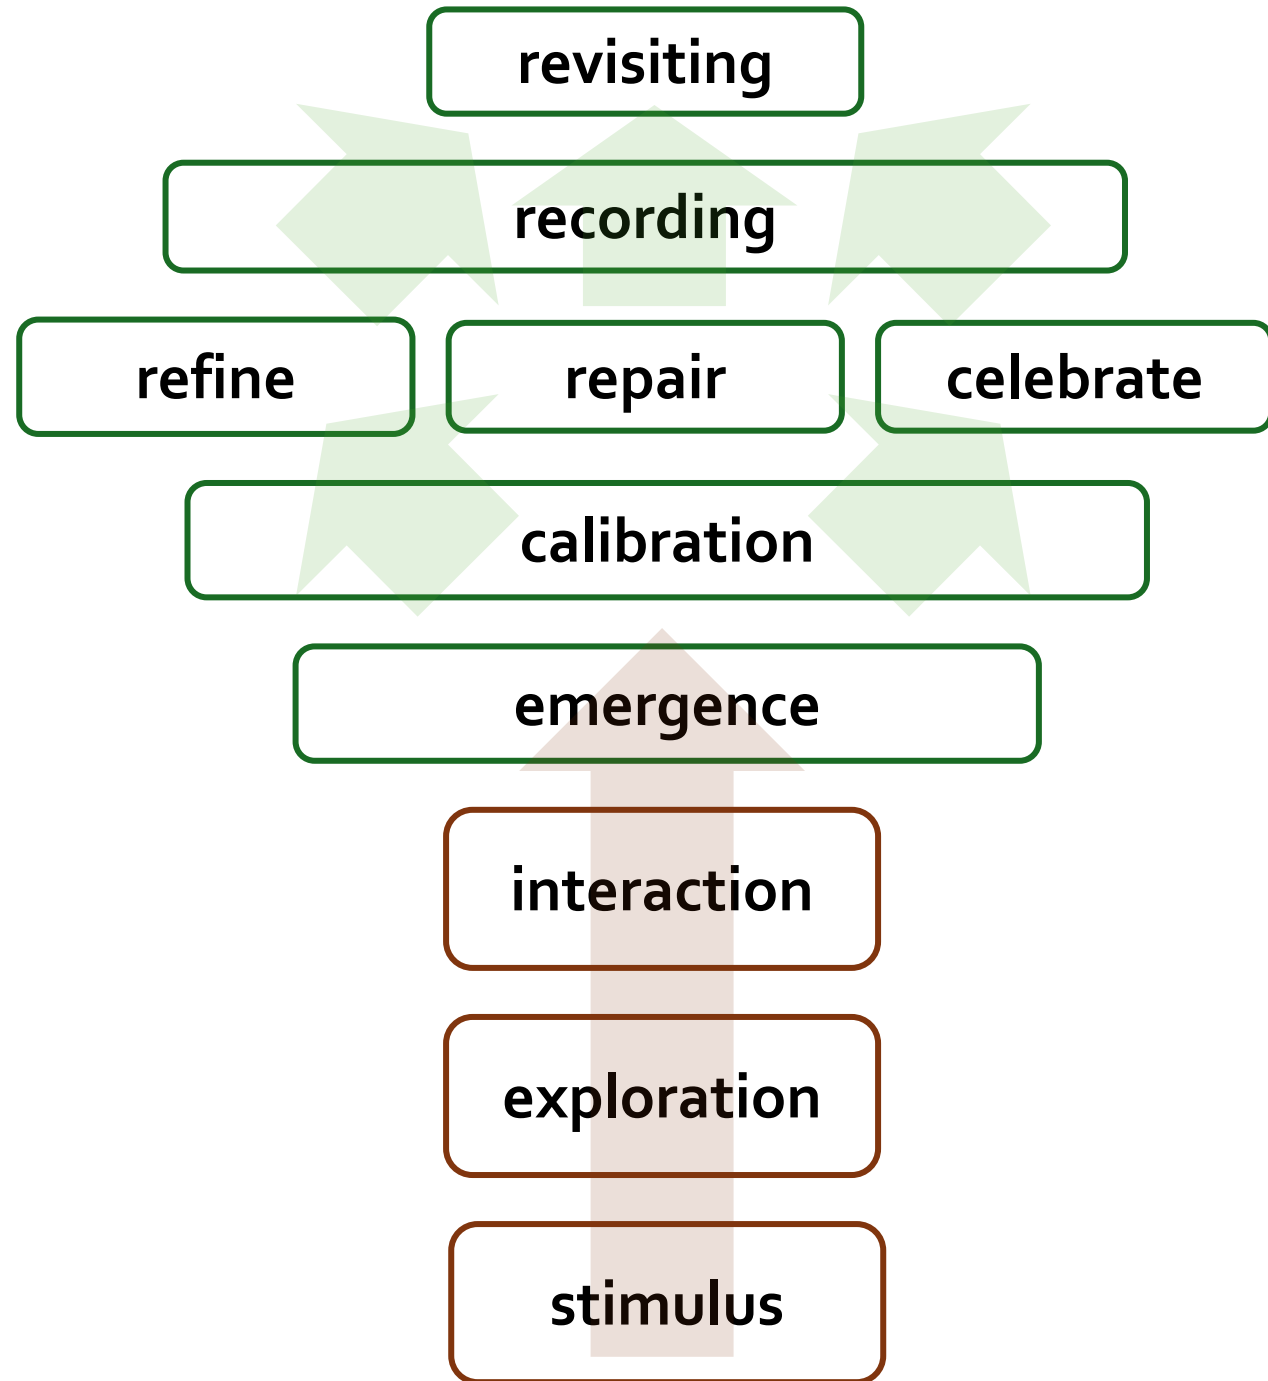 revisiting
recording
refine repair celebrate
calibration
emergence
interaction
exploration
stimulus